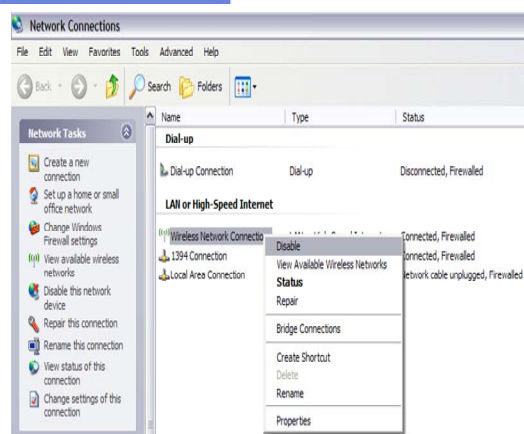 Network Connections
File Edit View Favorites Tools Advanced Help
Back Search Folders
Name Type Status
Network Tasks
Create a new
connection
Set up a home or small
office network
Change Windows
Firewall settings
View available wireless
networks
Disable this network
device
Repair this connection
Rename this connection
View status of this
connection
Change settings of this
connection
Dial-up
Dial-up Connection Dial-up Disconnected, Firewalled
LAN or High-Speed Internet
Wireless Network Connectio Connected, Firewalled
1394 Connection Connected, Firewalled
Local Area Connection Network cable unplugged, Firewalled
Disable
View Available Wireless Networks
Status
Repair
Bridge Connections
Create Shortcut
Delete
Rename
Properties